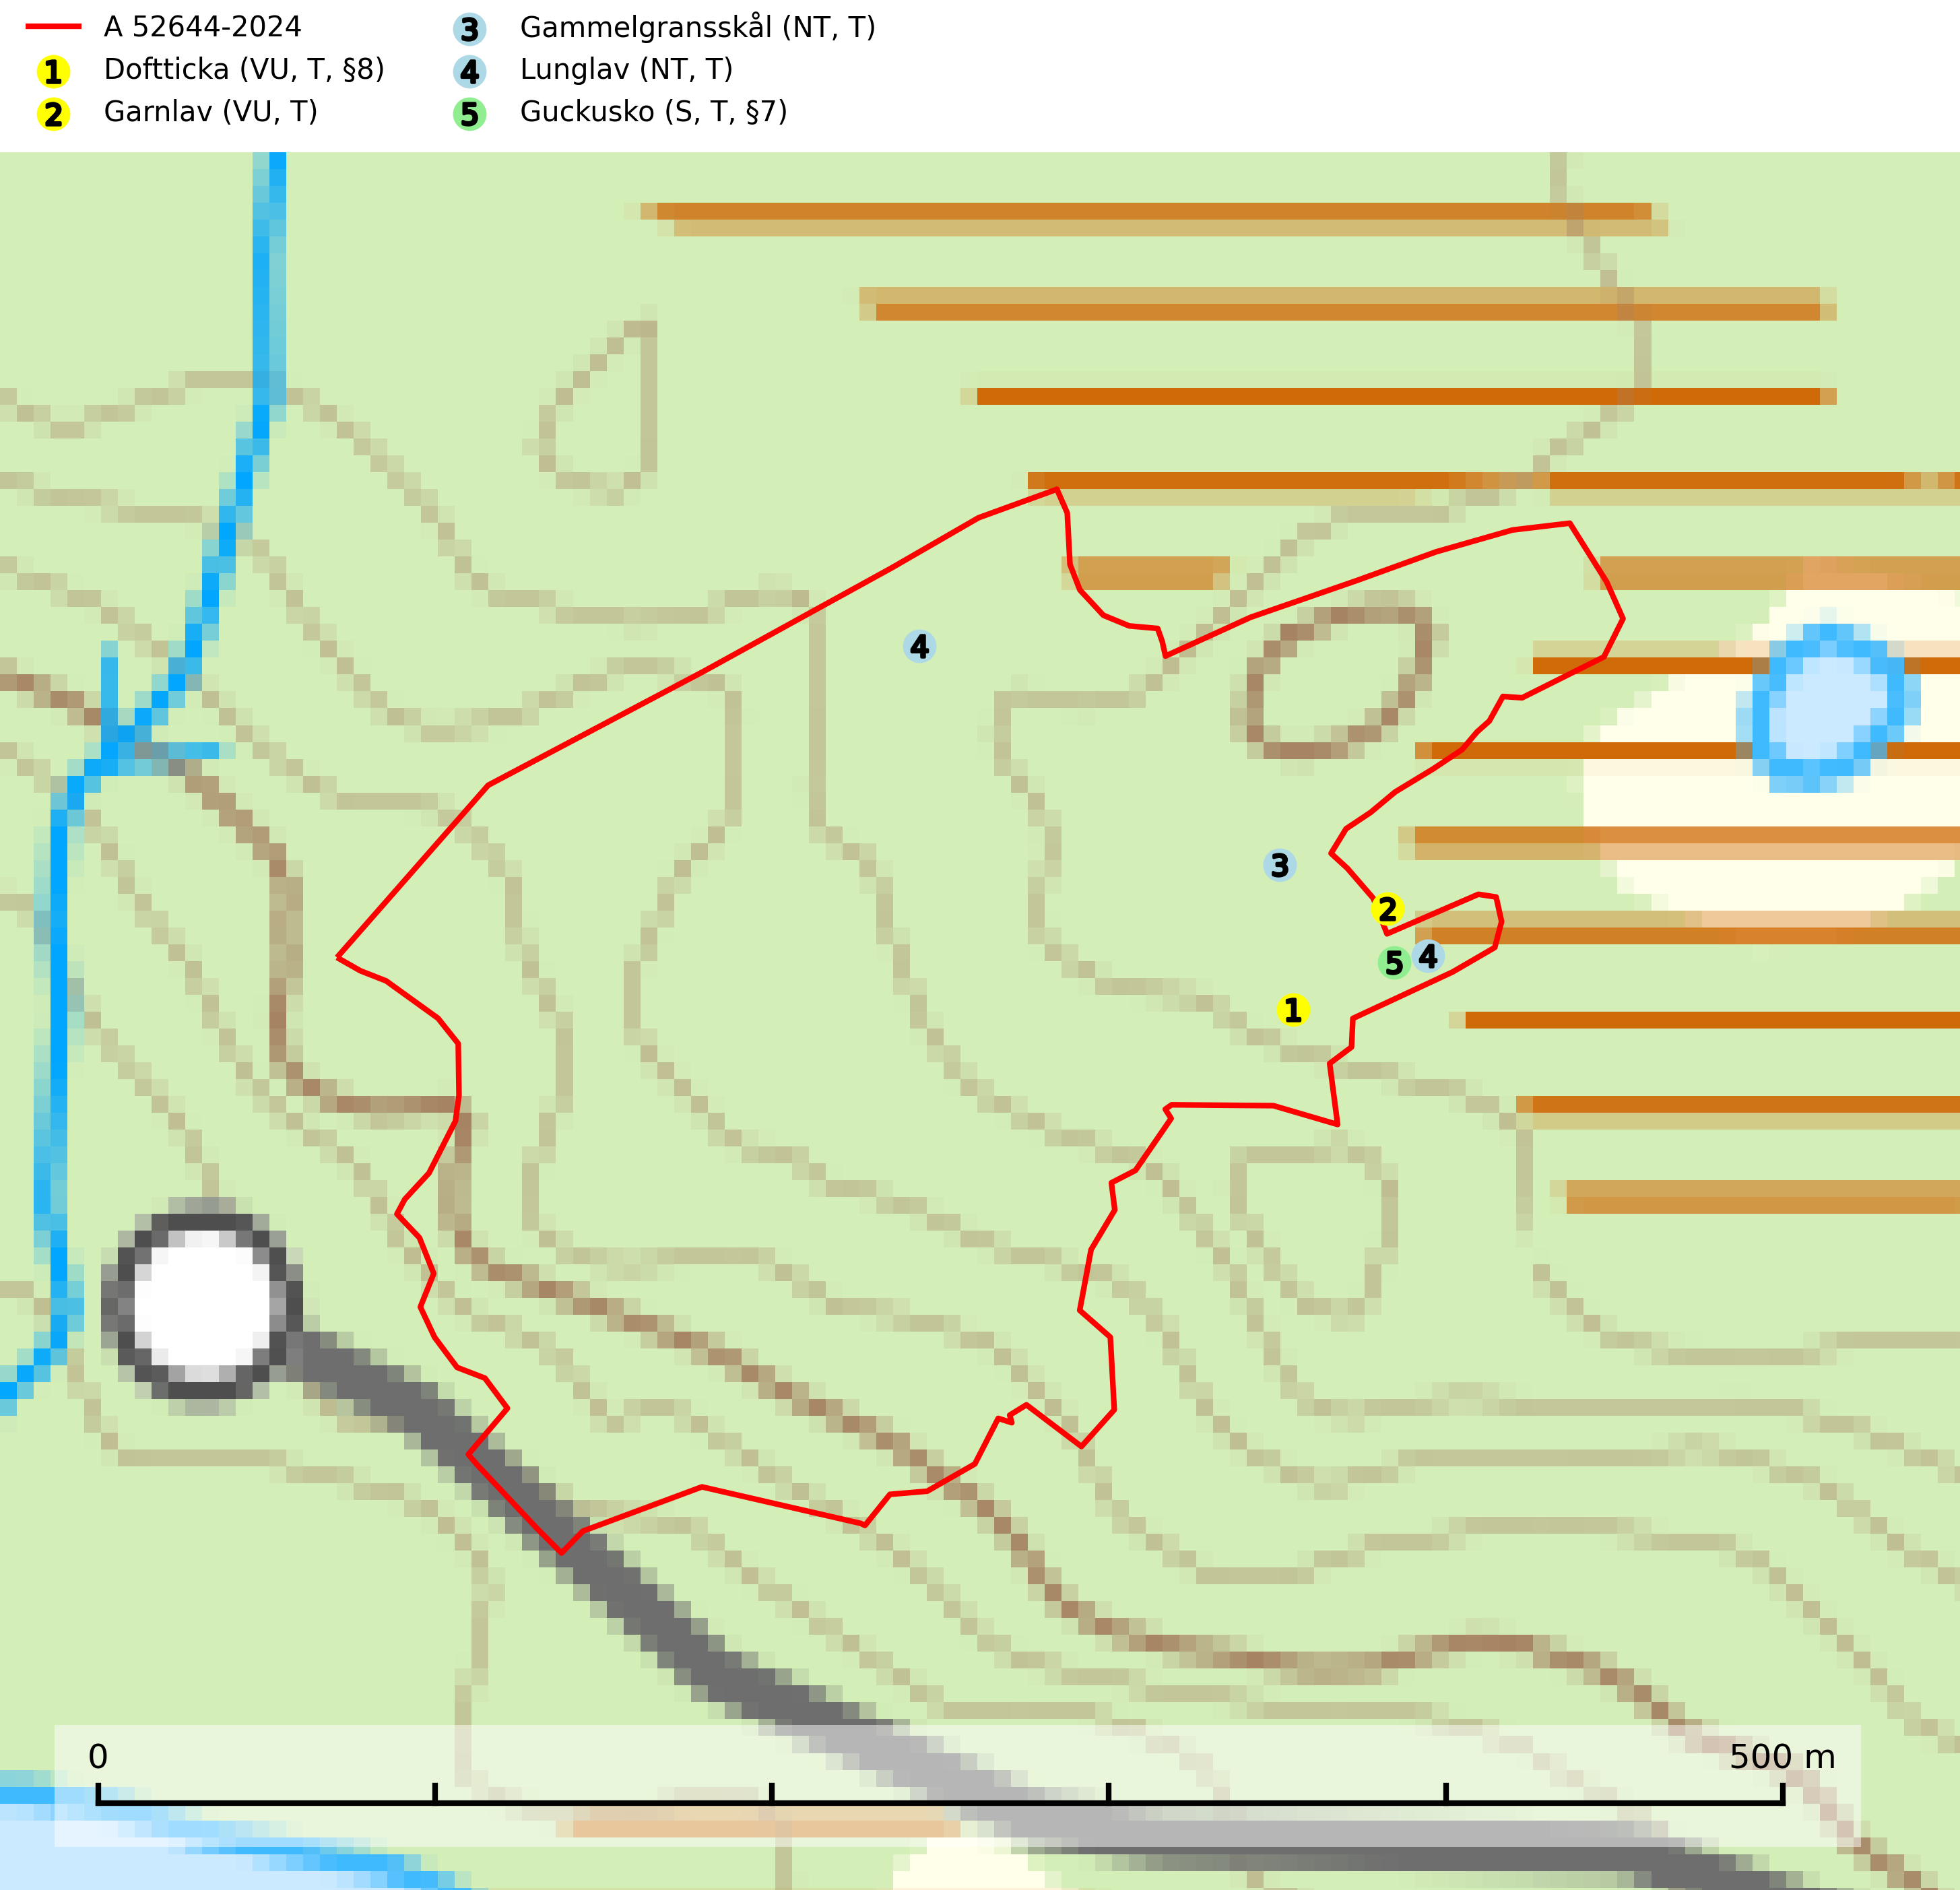 A 52644-2024
1 Doftticka (VU, T, §8)
2 Garnlav (VU, T)
3 Gammelgransskål (NT, T)
4 Lunglav (NT, T)
5 Guckusko (S, T, §7)
4
3
2
5 4
1
0 500 m